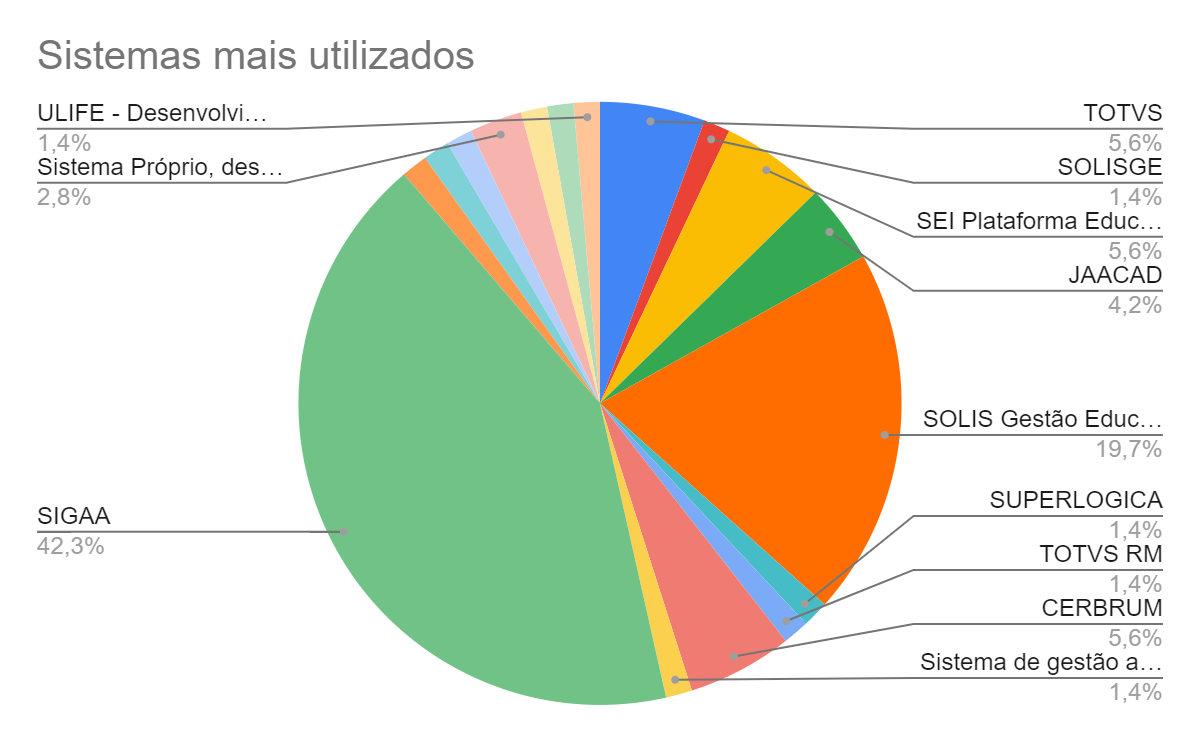 Sistemas mais utilizados
ULIFE - Desenvolvi…
1,4%
Sistema Próprio, des…
2,8%
SIGAA
42,3%
TOTVS
5,6%
SOLISGE
1,4%
SEI Plataforma Educ…
5,6%
JAACAD
4,2%
SOLIS Gestão Educ…
19,7%
SUPERLOGICA
1,4%
TOTVS RM
1,4%
CERBRUM
5,6%
Sistema de gestão a…
1,4%